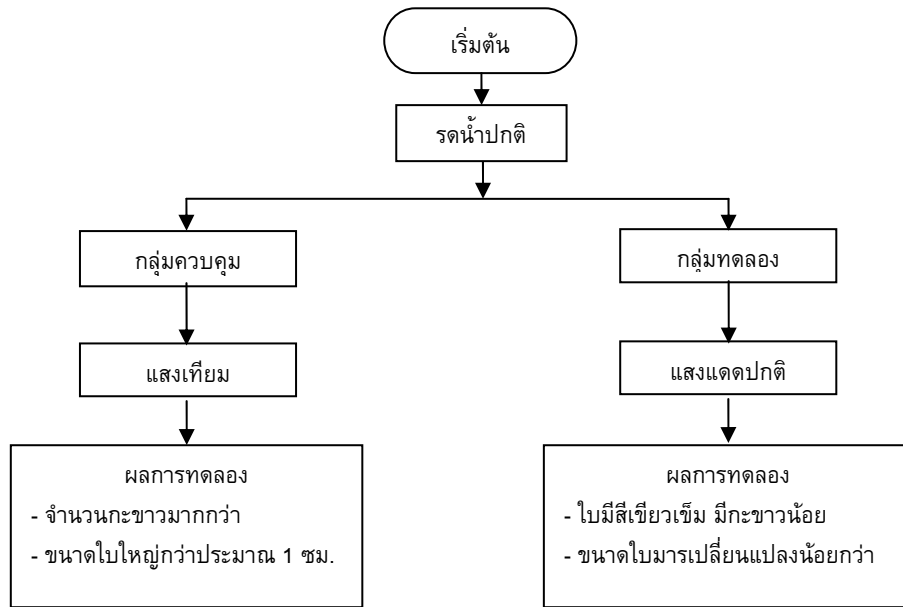 เริ่มต้น
รดน้ำปกติ
กลุ่มควบคุม
กลุ่มทดลอง
แสงเทียม
แสงแดดปกติ
ผลการทดลอง
- จำนวนกะขาวมากกว่า
- ขนาดใบใหญ่กว่าประมาณ 1 ซม.
ผลการทดลอง
- ใบมีสีเขียวเข็ม มีกะขาวน้อย
- ขนาดใบมารเปลี่ยนแปลงน้อยกว่า